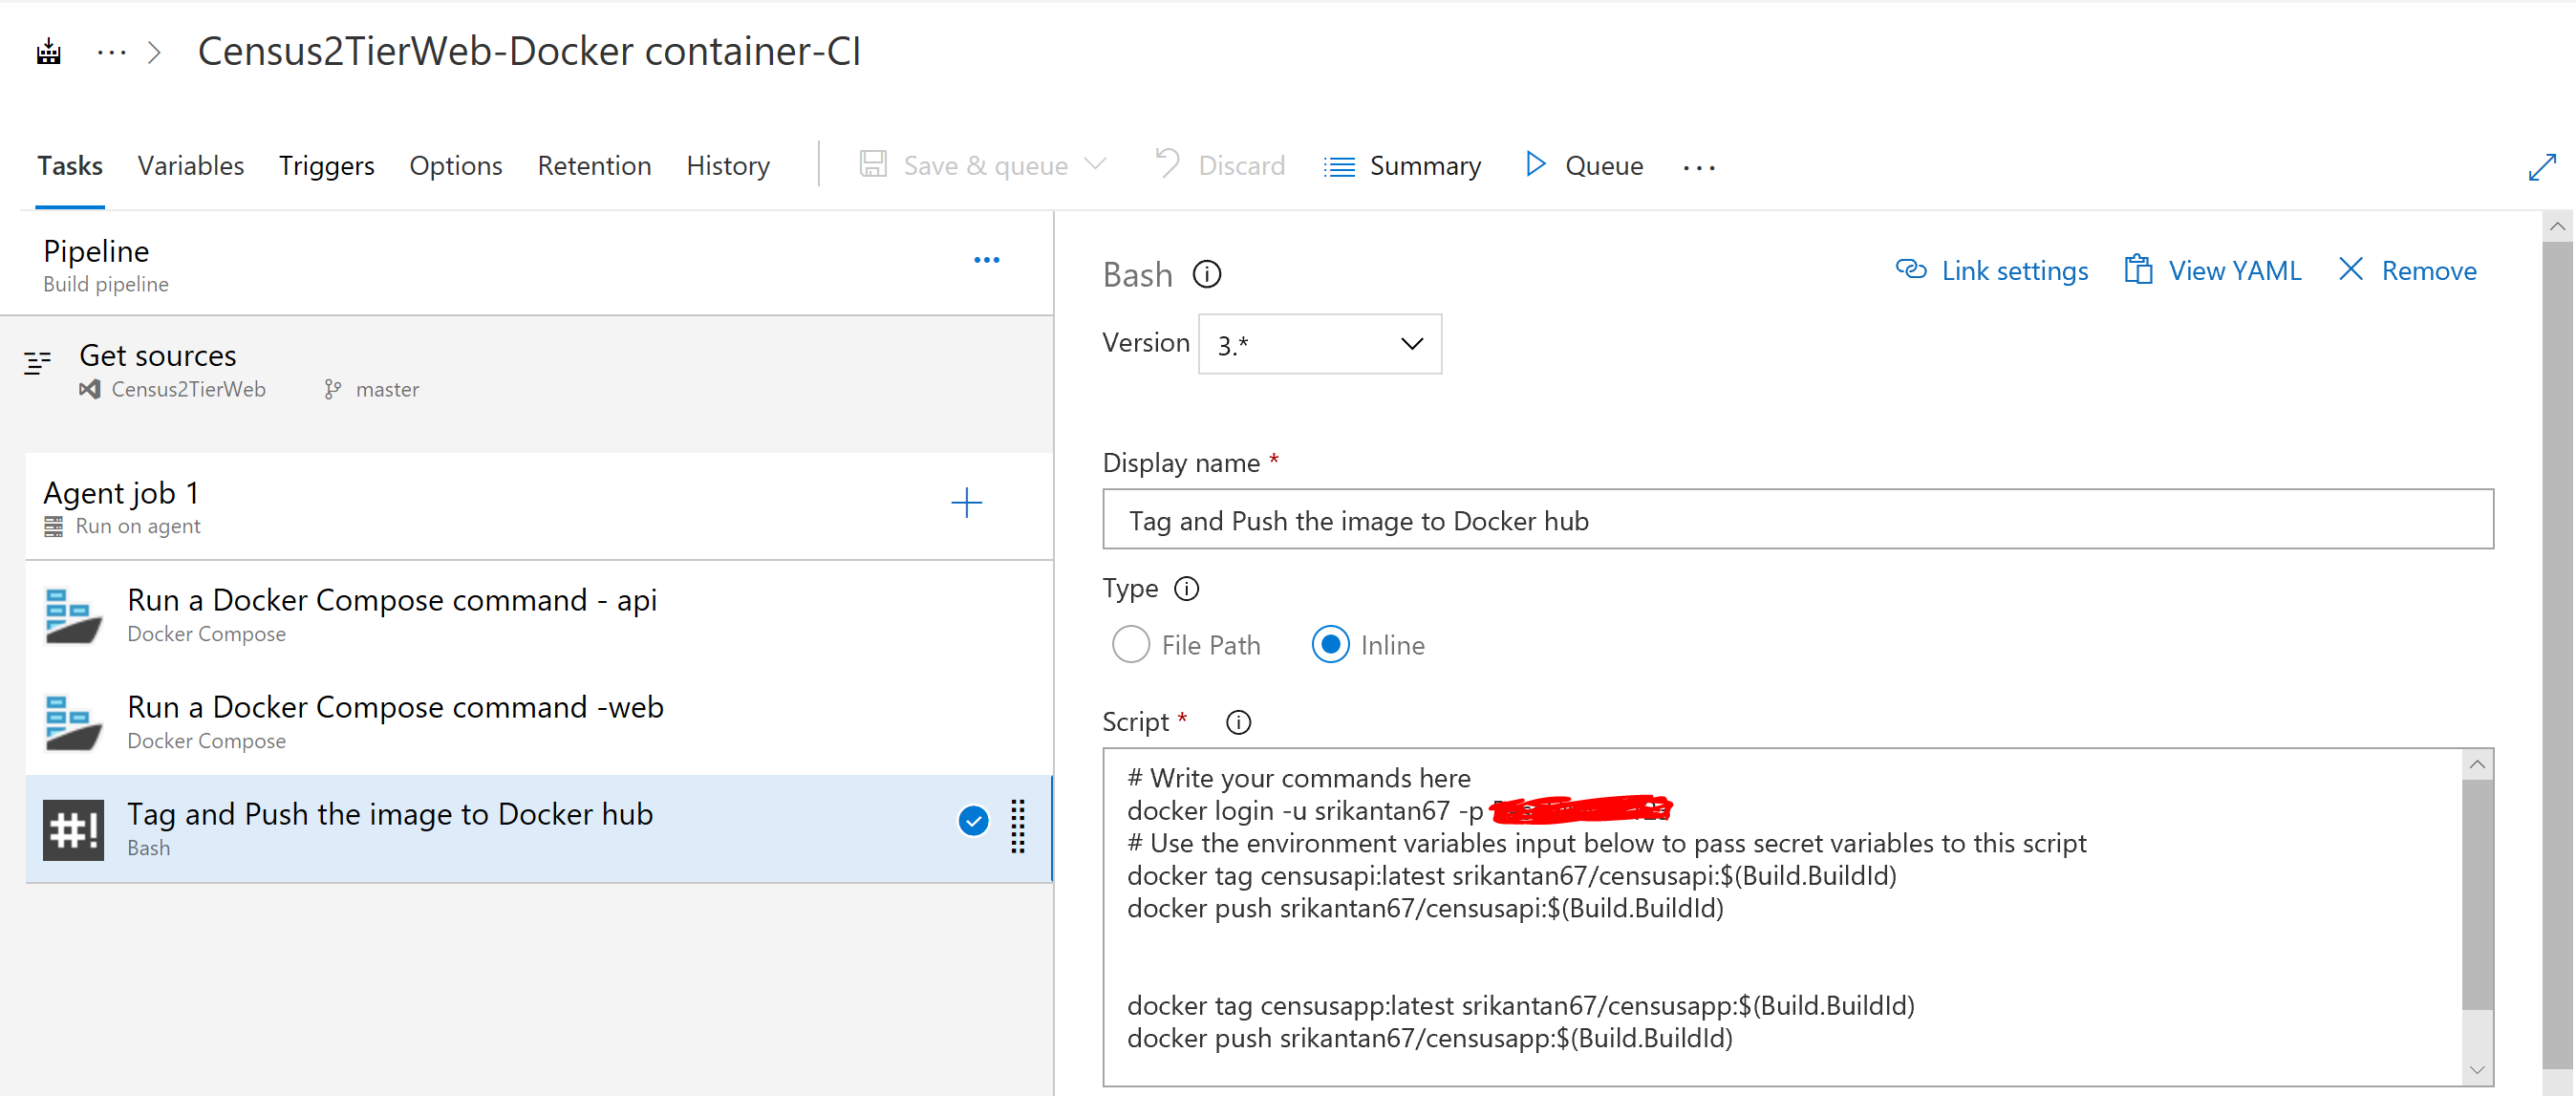 Census2TierWeb-Docker container-CI
Tasks Variables Triggers Options Retention History Save & queue Discard Summary Queue
Pipeline
Build pipeline
Get sources
Census2TierWeb master
Agent job 1
Run on agent
Run a Docker Compose command - api
Docker Compose
Run a Docker Compose command -web
Docker Compose
#!
Tag and Push the image to Docker hub
Bash
Bash
Link settings View YAML Remove
Version 3.*
Display name *
Tag and Push the image to Docker hub
Type
File Path Inline
Script *
# Write your commands here
docker login -u srikantan67 -p
# Use the environment variables input below to pass secret variables to this script
docker tag censusapi:latest srikantan67/censusapi:$(Build.BuildId)
docker push srikantan67/censusapi:$(Build.BuildId)
docker tag censusapp:latest srikantan67/censusapp:$(Build.BuildId)
docker push srikantan67/censusapp:$(Build.BuildId)